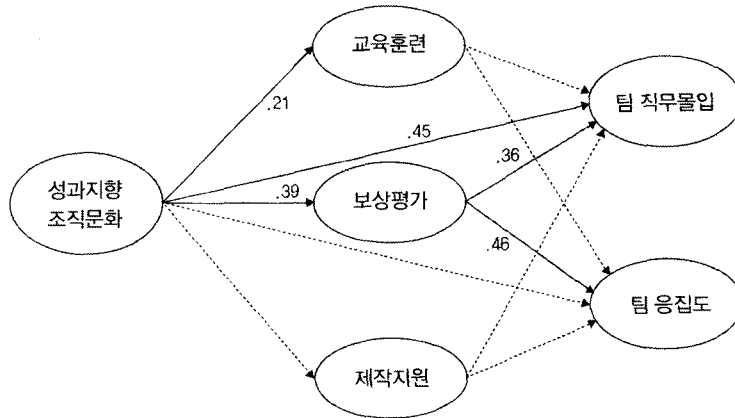 교육훈련
팀 직무몰입
.21
.45
.36
성과지향
조직문화
.39
보상평가
.46
팀 응집도
제작지원